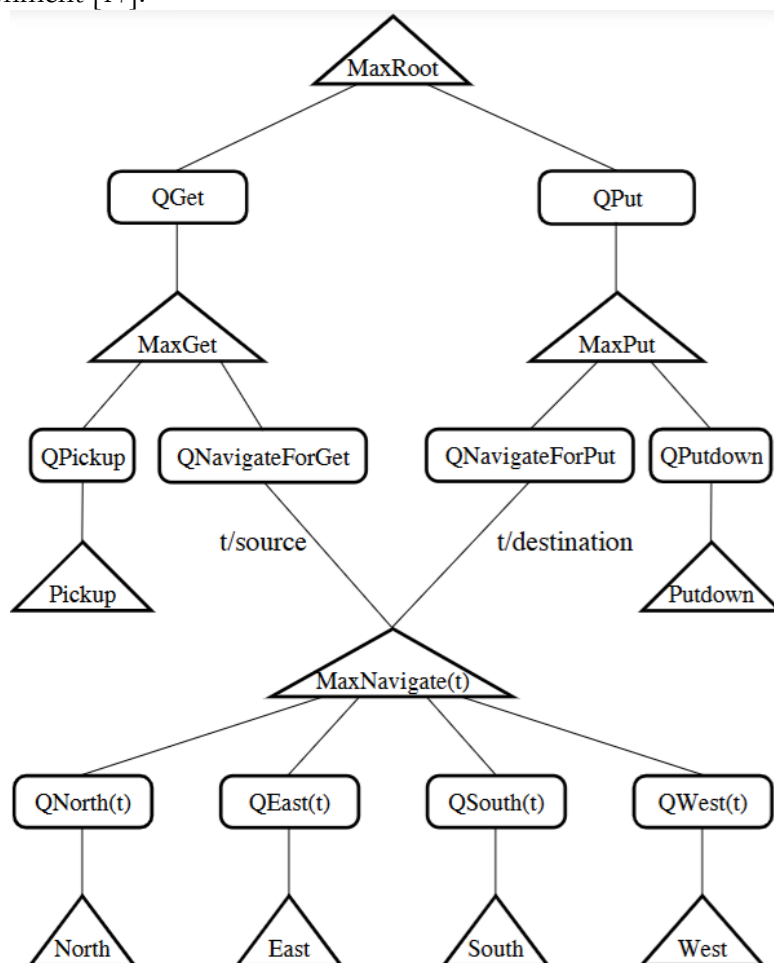 MaxRoot
QGet
QPut
MaxGet
MaxPut
QPickup
QNavigateForGet
QNavigateForPut
QPutdown
t/source
t/destination
Pickup
Putdown
MaxNavigate(t)
QNorth(t)
QEast(t)
QSouth(t)
QWest(t)
North
East
South
West